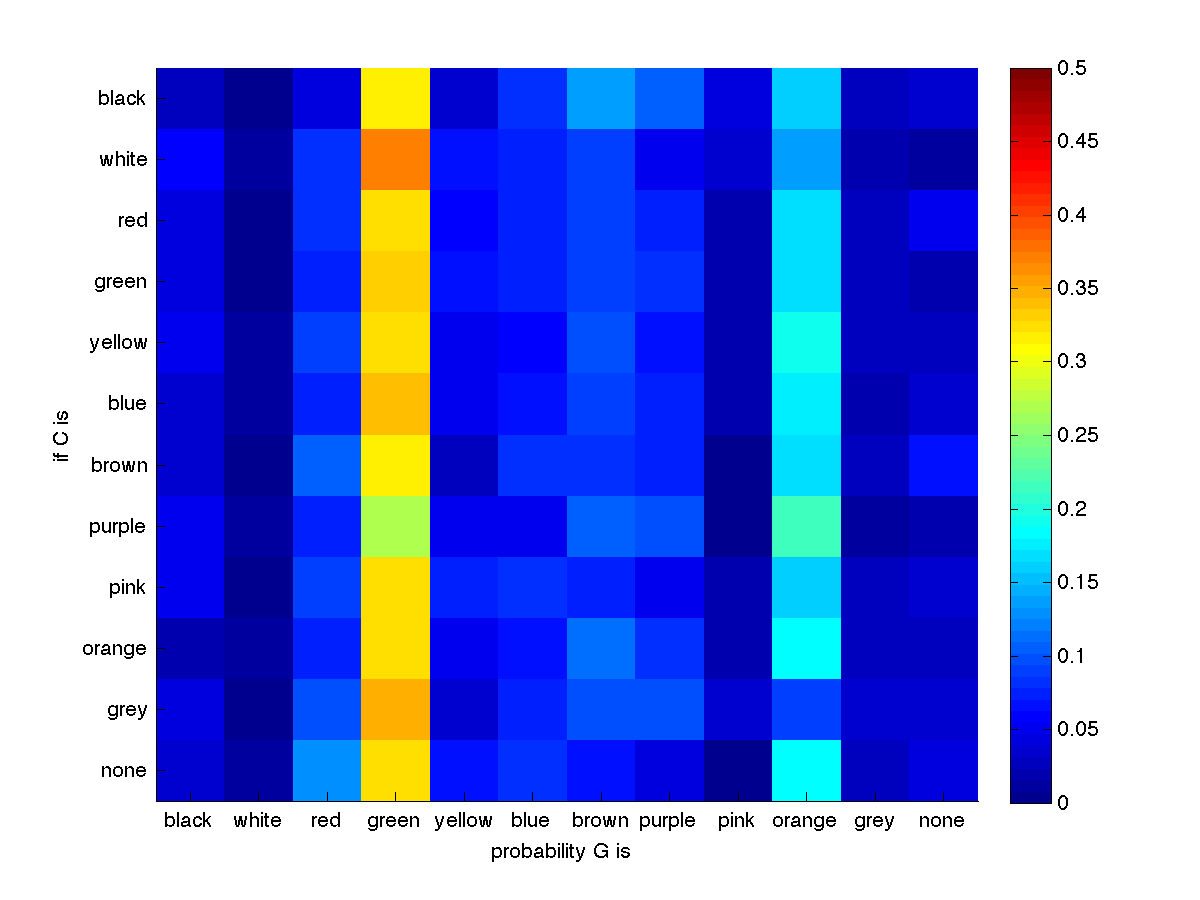 if C is
black
white
red
green
yellow
blue
brown
purple
pink
orange
grey
none
black white red green yellow blue brown purple pink orange grey none
probability G is
0.5
0.45
0.4
0.35
0.3
0.25
0.2
0.15
0.1
0.05
0